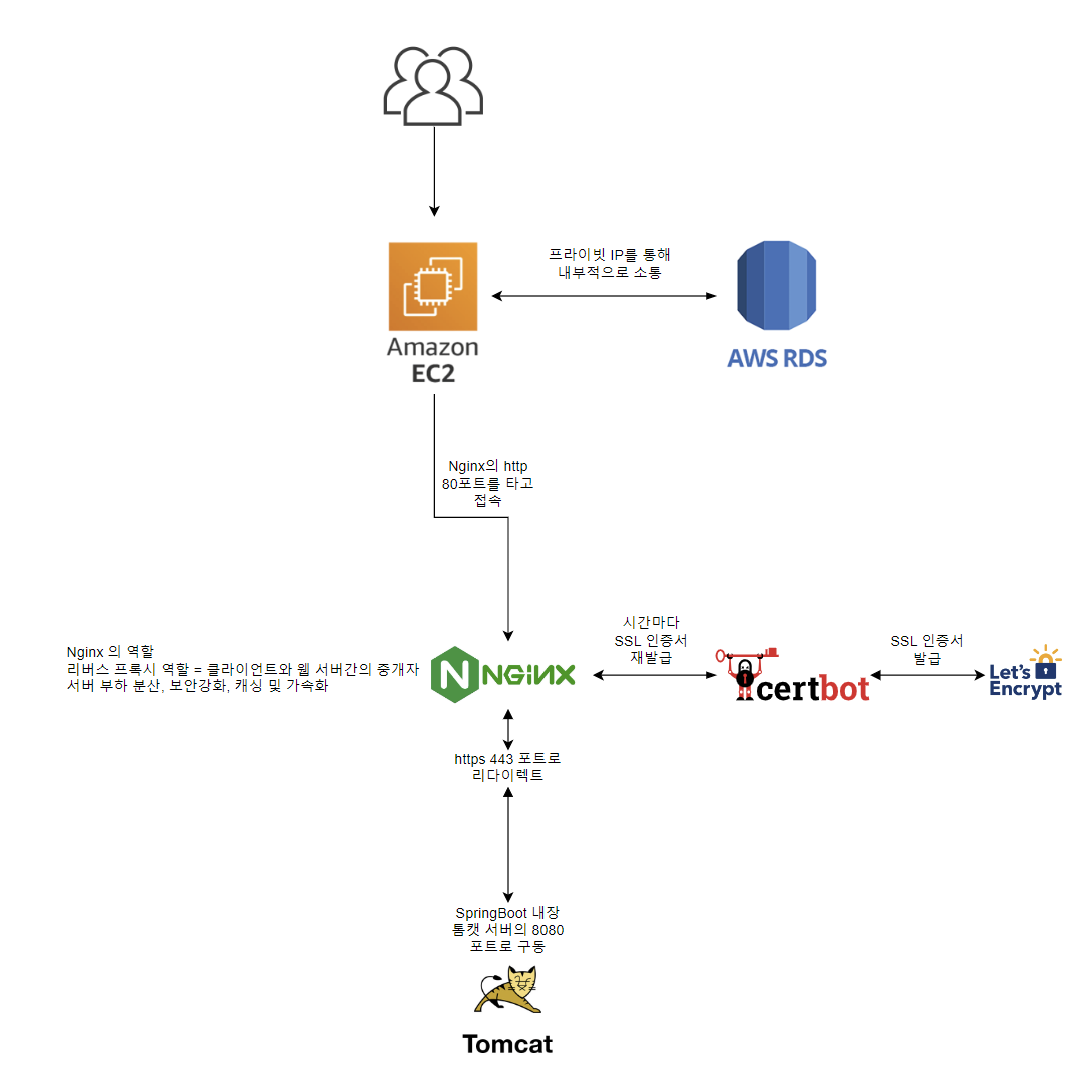 프라이빗 IP를 통해
내부적으로 소통
Amazon
EC2
AWS RDS
Nginx의 http
80포트를 타고
접속
Nginx 의 역할
리버스 프록시 역할 = 클라이언트와 웹 서버간의 중개자
서버 부하 분산, 보안강화, 캐싱 및 가속화
N NGINX
시간마다
SSL 인증서
재발급
certbot
SSL 인증서
발급
Let's
Encrypt
https 443 포트로
리다이렉트
SpringBoot 내장
톰캣 서버의 8080
포트로 구동
Tomcat